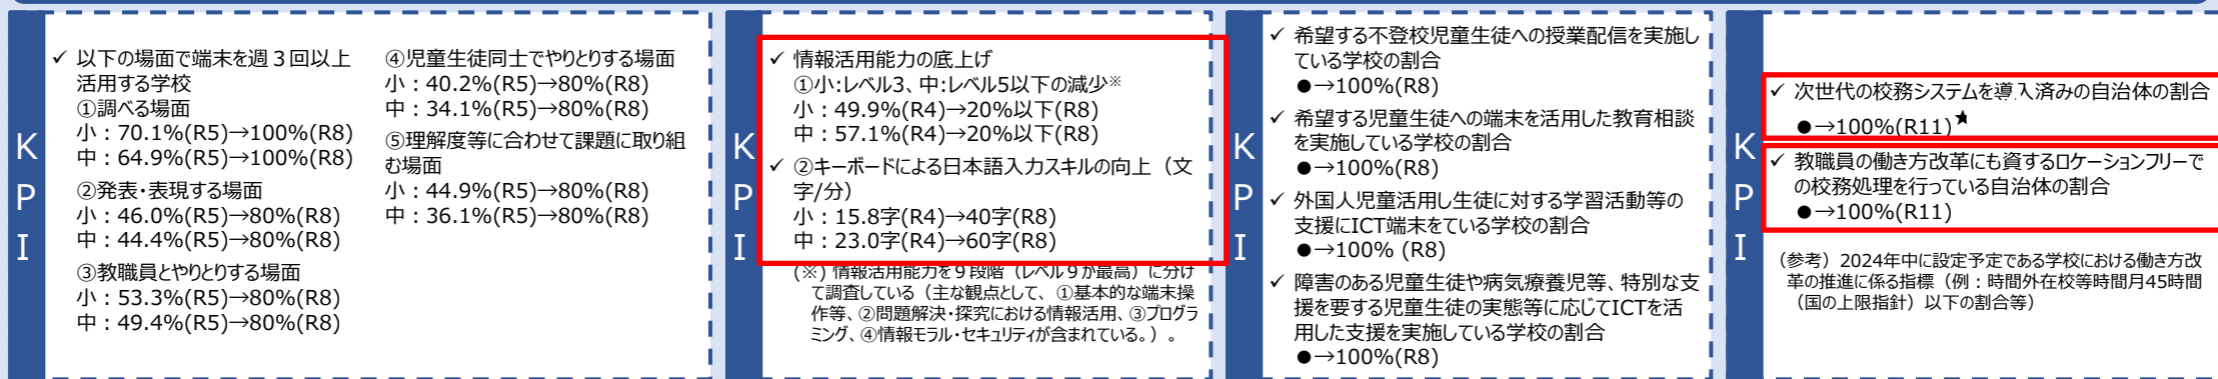 KPI
✓ 以下の場面で端末を週３回以上
活用する学校
①調べる場面
小：70.1%(R5)→100%(R8)
中：64.9%(R5)→100%(R8)
②発表・表現する場面
小：46.0%(R5)→80%(R8)
中：44.4%(R5)→80%(R8)
③教職員とやりとりする場面
小：53.3%(R5)→80%(R8)
中：49.4%(R5)→80%(R8)
④児童生徒同士でやりとりする場面
小：40.2%(R5)→80%(R8)
中：34.1%(R5)→80%(R8)
⑤理解度等に合わせて課題に取り組
む場面
小：44.9%(R5)→80%(R8)
中：36.1%(R5)→80%(R8)
KPI
✓ 情報活用能力の底上げ
①小:レベル3、中:レベル5以下の減少※
小：49.9%(R4)→20%以下(R8)
中：57.1%(R4)→20%以下(R8)
✓ ②キーボードによる日本語入力スキルの向上（文
字/分）
小：15.8字(R4)→40字(R8)
中：23.0字(R4)→60字(R8)
(※) 情報活用能力を９段階（レベル９が最高）に分け
て調査している（主な観点として、①基本的な端末操
作等、②問題解決・探究における情報活用、③プログラ
ミング、④情報モラル・セキュリティが含まれている。）。
KPI
✓ 希望する不登校児童生徒への授業配信を実施し
ている学校の割合
●→100%(R8)
✓ 希望する児童生徒への端末を活用した教育相談
を実施している学校の割合
●→100%(R8)
✓ 外国人児童活用し生徒に対する学習活動等の
支援にICT端末をている学校の割合
●→100% (R8)
✓ 障害のある児童生徒や病気療養児等、特別な支
援を要する児童生徒の実態等に応じてICTを活
用した支援を実施している学校の割合
●→100%(R8)
KPI
✓ 次世代の校務システムを導入済みの自治体の割合
●→100%(R11)★
✓ 教職員の働き方改革にも資するロケーションフリーで
の校務処理を行っている自治体の割合
●→100%(R11)
（参考）2024年中に設定予定である学校における働き方改
革の推進に係る指標（例：時間外在校等時間月45時間
（国の上限指針）以下の割合等）